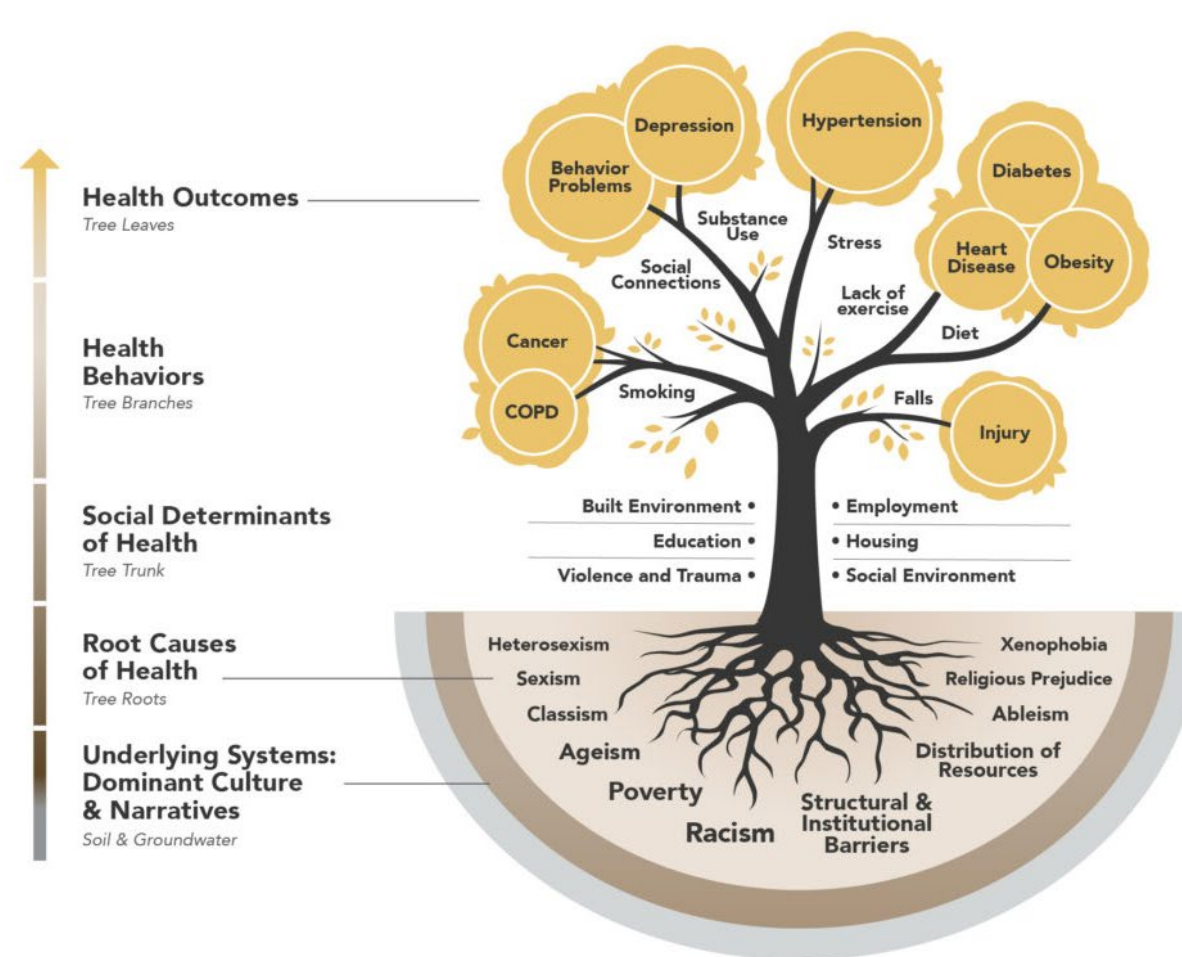 Health Outcomes
Tree Leaves
Health
Behaviors
Tree Branches
Social Determinants
of Health
Tree Trunk
Root Causes
of Health
Tree Roots
Underlying Systems:
Dominant Culture
& Narratives
Soil & Groundwater
Depression
Behavior
Problems
Hypertension
Diabetes
Heart
Disease
Obesity
Substance
Use
Stress
Social
Connections
Lack of
exercise
Diet
Cancer
COPD
Smoking
Falls
Injury
Built Environment •
• Employment
Education •
• Housing
Violence and Trauma •
• Social Environment
Heterosexism
Sexism
Classism
Ageism
Poverty
Racism
Structural &
Institutional
Barriers
Distribution of
Resources
Ableism
Religious Prejudice
Xenophobia